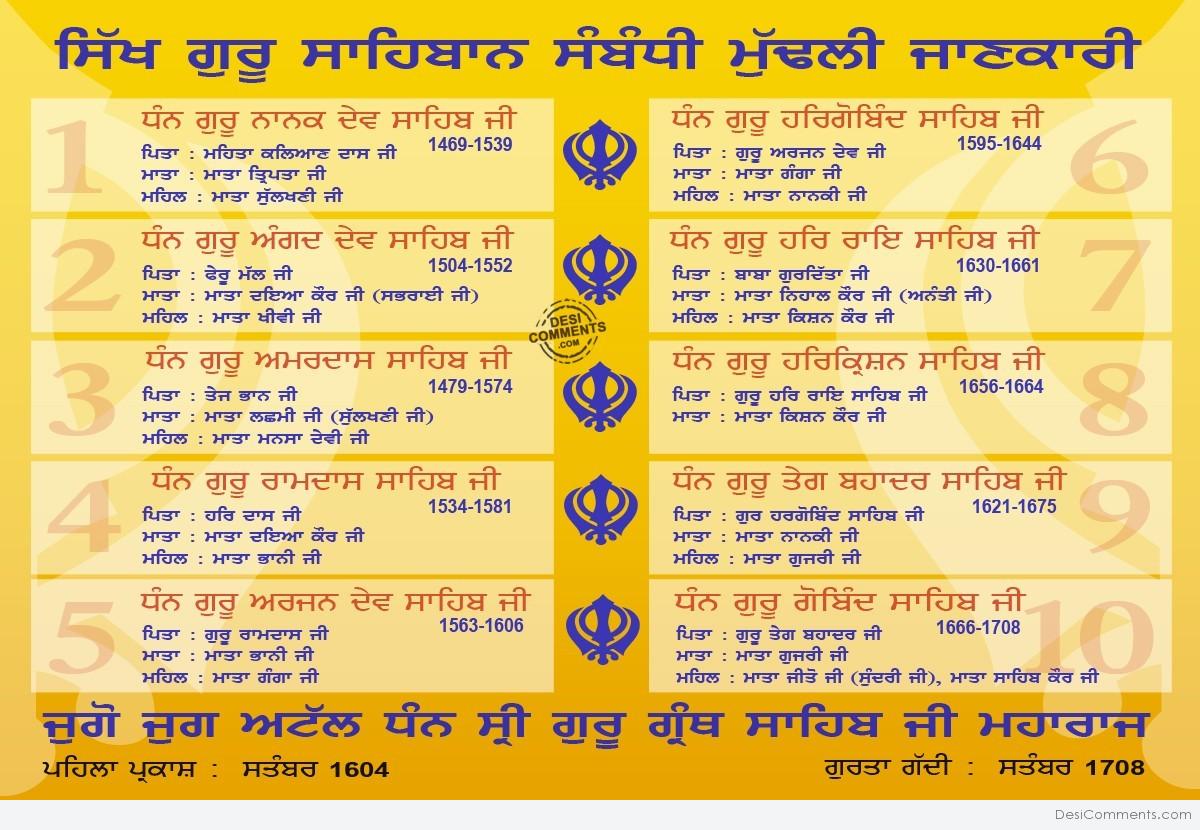 ਸਿੱਖ ਗੁਰੂ ਸਾਹਿਬਾਨ ਸੰਬੰਧੀ ਮੁੱਢਲੀ ਜਾਣਕਾਰੀ
1
ਧੰਨ ਗੁਰੂ ਨਾਨਕ ਦੇਵ ਸਾਹਿਬ ਜੀ
1469-1539
ਪਿਤਾ : ਮਹਿਤਾ ਕਲਿਆਣ ਦਾਸ ਜੀ
ਮਾਤਾ : ਮਾਤਾ ਤ੍ਰਿਪਤਾ ਜੀ
ਮਹਿਲ : ਮਾਤਾ ਸੁੱਲਖਣੀ ਜੀ
2
ਧੰਨ ਗੁਰੂ ਅੰਗਦ ਦੇਵ ਸਾਹਿਬ ਜੀ
1504-1552
ਪਿਤਾ : ਫੇਰੂ ਮੱਲ ਜੀ
ਮਾਤਾ : ਮਾਤਾ ਦਇਆ ਕੌਰ ਜੀ (ਸਭਰਾਈ ਜੀ)
ਮਹਿਲ : ਮਾਤਾ ਖੀਵੀ ਜੀ
3
ਧੰਨ ਗੁਰੂ ਅਮਰਦਾਸ ਸਾਹਿਬ ਜੀ
1479-1574
ਪਿਤਾ : ਤੇਜ ਭਾਨ ਜੀ
ਮਾਤਾ : ਮਾਤਾ ਲਛਮੀ ਜੀ (ਸੁੱਲਖਣੀ ਜੀ)
ਮਹਿਲ : ਮਾਤਾ ਮਨਸਾ ਦੇਵੀ ਜੀ
4
ਧੰਨ ਗੁਰੂ ਰਾਮਦਾਸ ਸਾਹਿਬ ਜੀ
1534-1581
ਪਿਤਾ : ਹਰਿ ਦਾਸ ਜੀ
ਮਾਤਾ : ਮਾਤਾ ਦਇਆ ਕੌਰ ਜੀ
ਮਹਿਲ : ਮਾਤਾ ਭਾਨੀ ਜੀ
5
ਧੰਨ ਗੁਰੂ ਅਰਜਨ ਦੇਵ ਸਾਹਿਬ ਜੀ
1563-1606
ਪਿਤਾ : ਗੁਰੂ ਰਾਮਦਾਸ ਜੀ
ਮਾਤਾ : ਮਾਤਾ ਭਾਨੀ ਜੀ
ਮਹਿਲ : ਮਾਤਾ ਗੰਗਾ ਜੀ
DESI
COMMENTS
.COM
6
ਧੰਨ ਗੁਰੂ ਹਰਿਗੋਬਿੰਦ ਸਾਹਿਬ ਜੀ
1595-1644
ਪਿਤਾ : ਗੁਰੂ ਅਰਜਨ ਦੇਵ ਜੀ
ਮਾਤਾ : ਮਾਤਾ ਗੰਗਾ ਜੀ
ਮਹਿਲ : ਮਾਤਾ ਨਾਨਕੀ ਜੀ
7
ਧੰਨ ਗੁਰੂ ਹਰਿ ਰਾਇ ਸਾਹਿਬ ਜੀ
1630-1661
ਪਿਤਾ : ਬਾਬਾ ਗੁਰਦਿੱਤਾ ਜੀ
ਮਾਤਾ : ਮਾਤਾ ਨਿਹਾਲ ਕੌਰ ਜੀ (ਅਨੰਤੀ ਜੀ)
ਮਹਿਲ : ਮਾਤਾ ਕਿਸ਼ਨ ਕੌਰ ਜੀ
8
ਧੰਨ ਗੁਰੂ ਹਰਿਕ੍ਰਿਸ਼ਨ ਸਾਹਿਬ ਜੀ
1656-1664
ਪਿਤਾ : ਗੁਰੂ ਹਰਿ ਰਾਇ ਸਾਹਿਬ ਜੀ
ਮਾਤਾ : ਮਾਤਾ ਕਿਸ਼ਨ ਕੌਰ ਜੀ
9
ਧੰਨ ਗੁਰੂ ਤੇਗ ਬਹਾਦਰ ਸਾਹਿਬ ਜੀ
1621-1675
ਪਿਤਾ : ਗੁਰ ਹਰਗੋਬਿੰਦ ਸਾਹਿਬ ਜੀ
ਮਾਤਾ : ਮਾਤਾ ਨਾਨਕੀ ਜੀ
ਮਹਿਲ : ਮਾਤਾ ਗੁਜਰੀ ਜੀ
10
ਧੰਨ ਗੁਰੂ ਗੋਬਿੰਦ ਸਾਹਿਬ ਜੀ
1666-1708
ਪਿਤਾ : ਗੁਰੂ ਤੇਗ ਬਹਾਦਰ ਜੀ
ਮਾਤਾ : ਮਾਤਾ ਗੁਜਰੀ ਜੀ
ਮਹਿਲ : ਮਾਤਾ ਜੀਤੋ ਜੀ (ਸੁੰਦਰੀ ਜੀ), ਮਾਤਾ ਸਾਹਿਬ ਕੌਰ ਜੀ
ਜੁਗੋ ਜੁਗ ਅਟੱਲ ਧੰਨ ਸ੍ਰੀ ਗੁਰੂ ਗ੍ਰੰਥ ਸਾਹਿਬ ਜੀ ਮਹਾਰਾਜ
ਪਹਿਲਾ ਪ੍ਰਕਾਸ਼ : ਸਤੰਬਰ 1604
ਗੁਰਤਾ ਗੱਦੀ : ਸਤੰਬਰ 1708
DesiComments.com